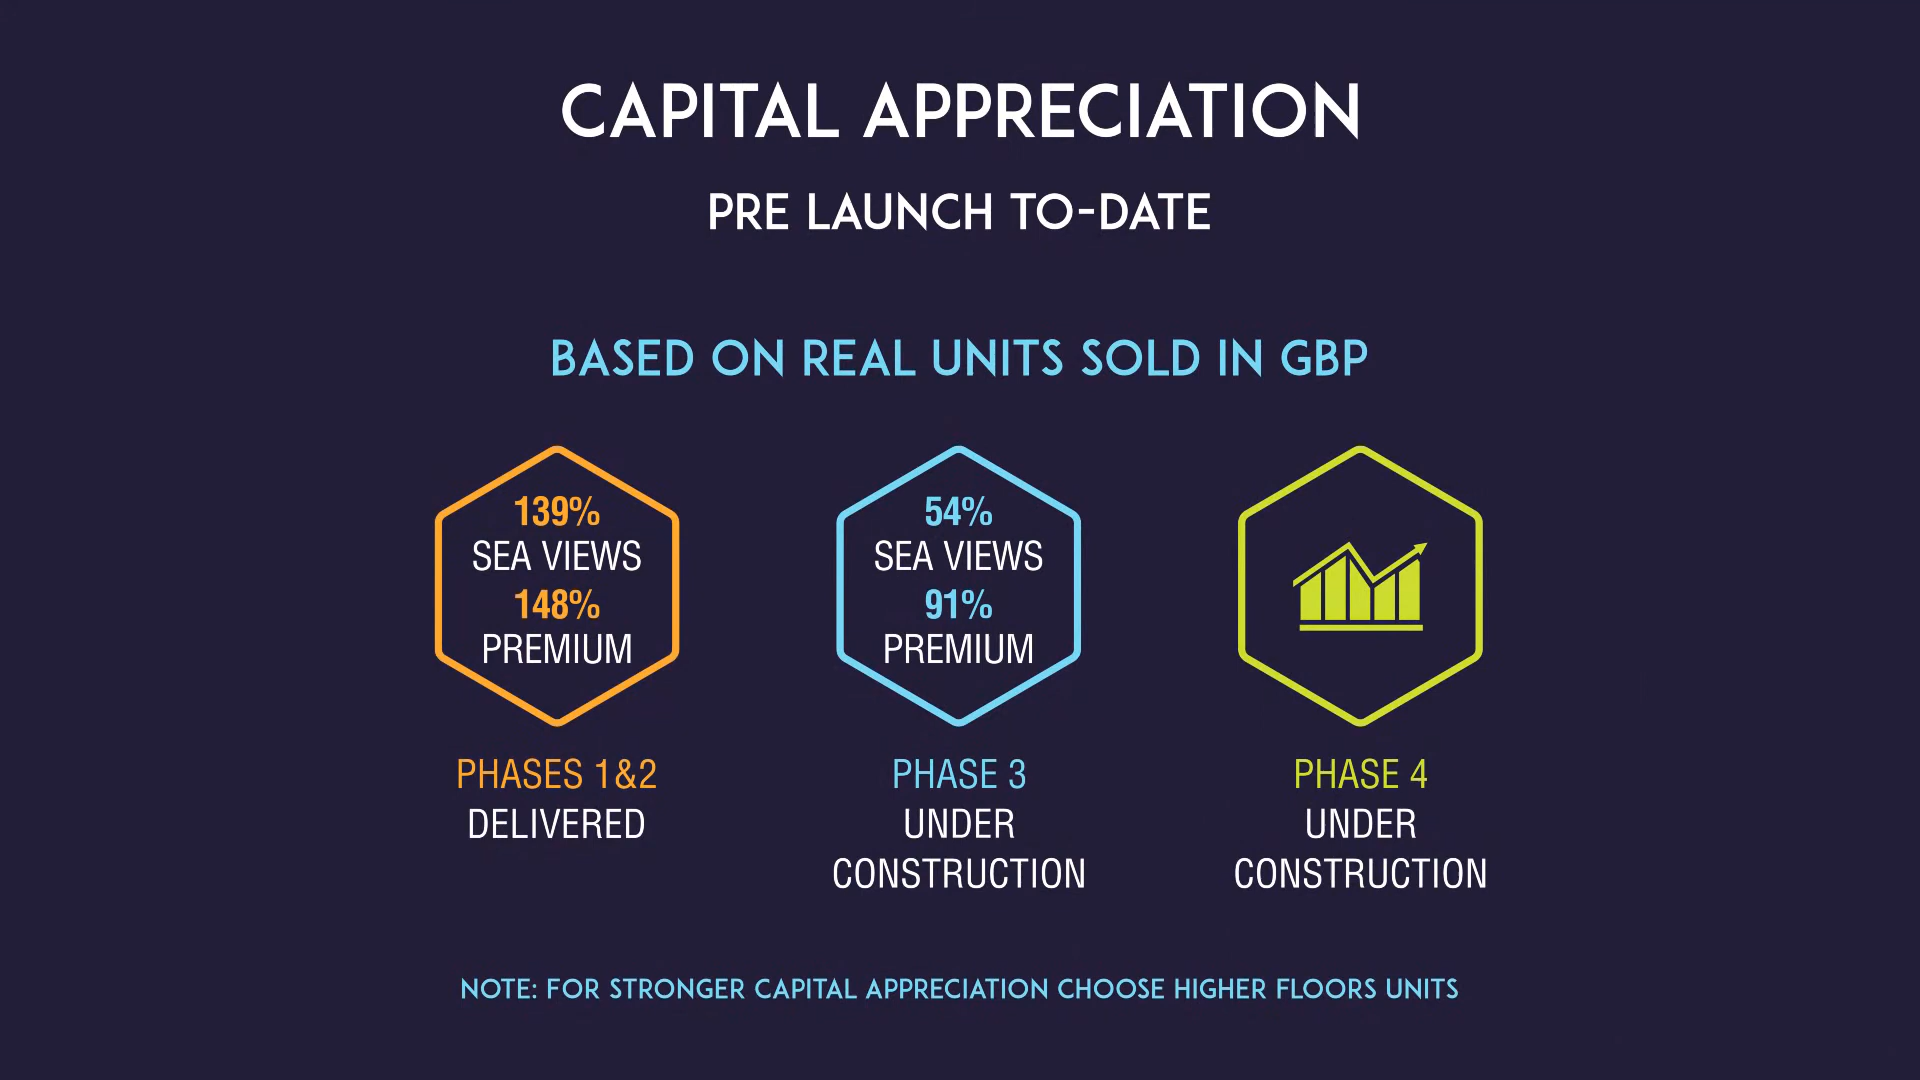 CAPITAL APPRECIATION
PRE LAUNCH TO-DATE
BASED ON REAL UNITS SOLD IN GBP
139%
SEA VIEWS
148%
PREMIUM
PHASES 1&2
DELIVERED
54%
SEA VIEWS
91%
PREMIUM
PHASE 3
UNDER
CONSTRUCTION
PHASE 4
UNDER
CONSTRUCTION
NOTE: FOR STRONGER CAPITAL APPRECIATION CHOOSE HIGHER FLOORS UNITS